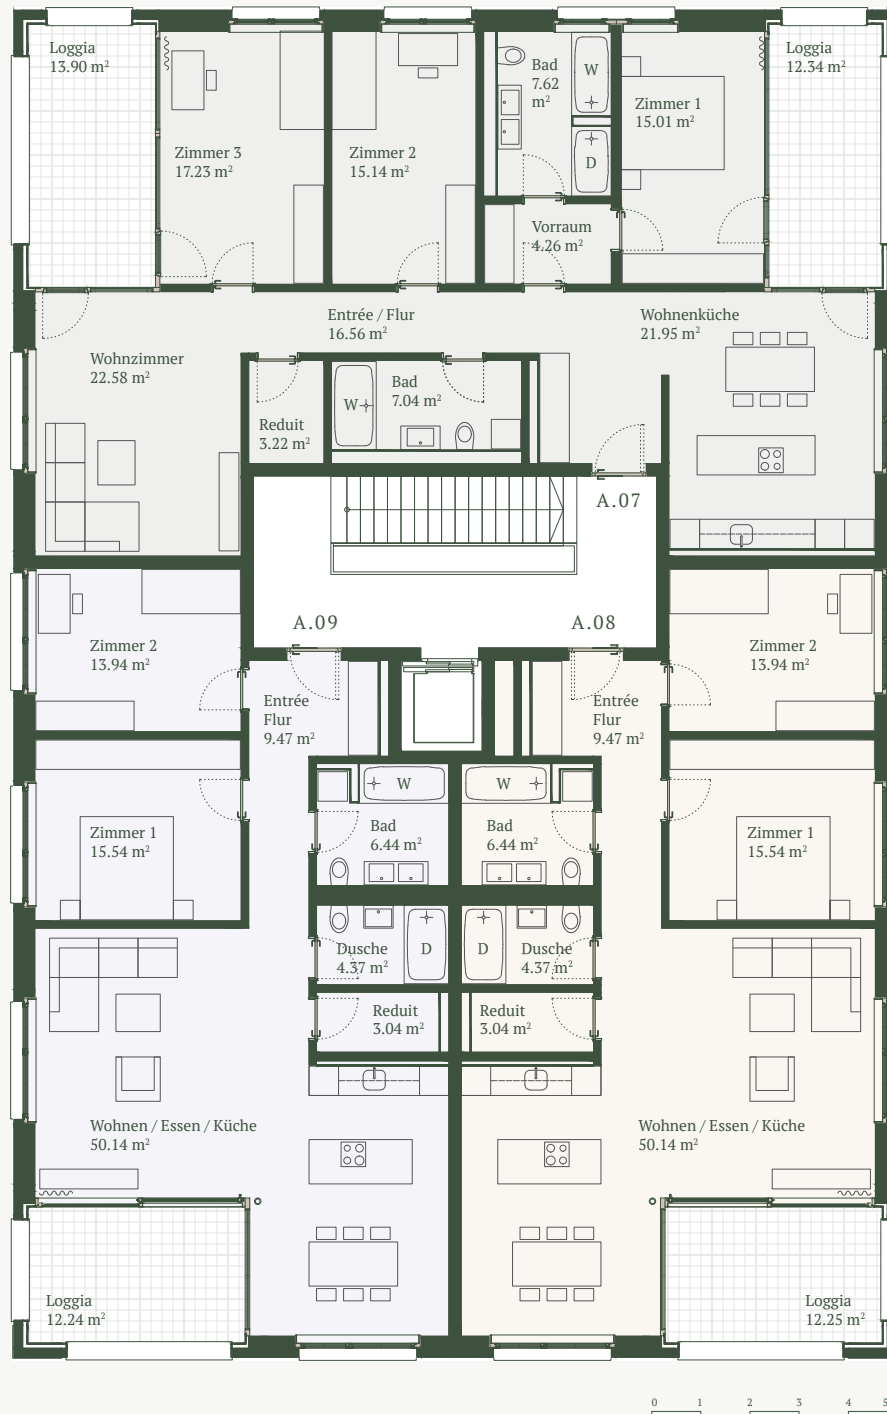 Loggia
13.90 m²
Zimmer 3
17.23 m²
Zimmer 2
15.14 m²
Bad
7.62
m²
W
D
Zimmer 1
15.01 m²
Loggia
12.34 m²
Vorraum
4.26 m²
Entrée / Flur
16.56 m²
Wohnenküche
21.95 m²
Wohnzimmer
22.58 m²
Reduit
3.22 m²
W
Bad
7.04 m²
A.07
A.09
A.08
Zimmer 2
13.94 m²
Entrée
Flur
9.47 m²
Entrée
Flur
9.47 m²
Zimmer 2
13.94 m²
W
W
Zimmer 1
15.54 m²
Bad
6.44 m²
Bad
6.44 m²
Zimmer 1
15.54 m²
Dusche
4.37 m²
D
D
Dusche
4.37 m²
Reduit
3.04 m²
Reduit
3.04 m²
Wohnen / Essen / Küche
50.14 m²
Wohnen / Essen / Küche
50.14 m²
Loggia
12.24 m²
Loggia
12.25 m²
0 1 2 3 4 5